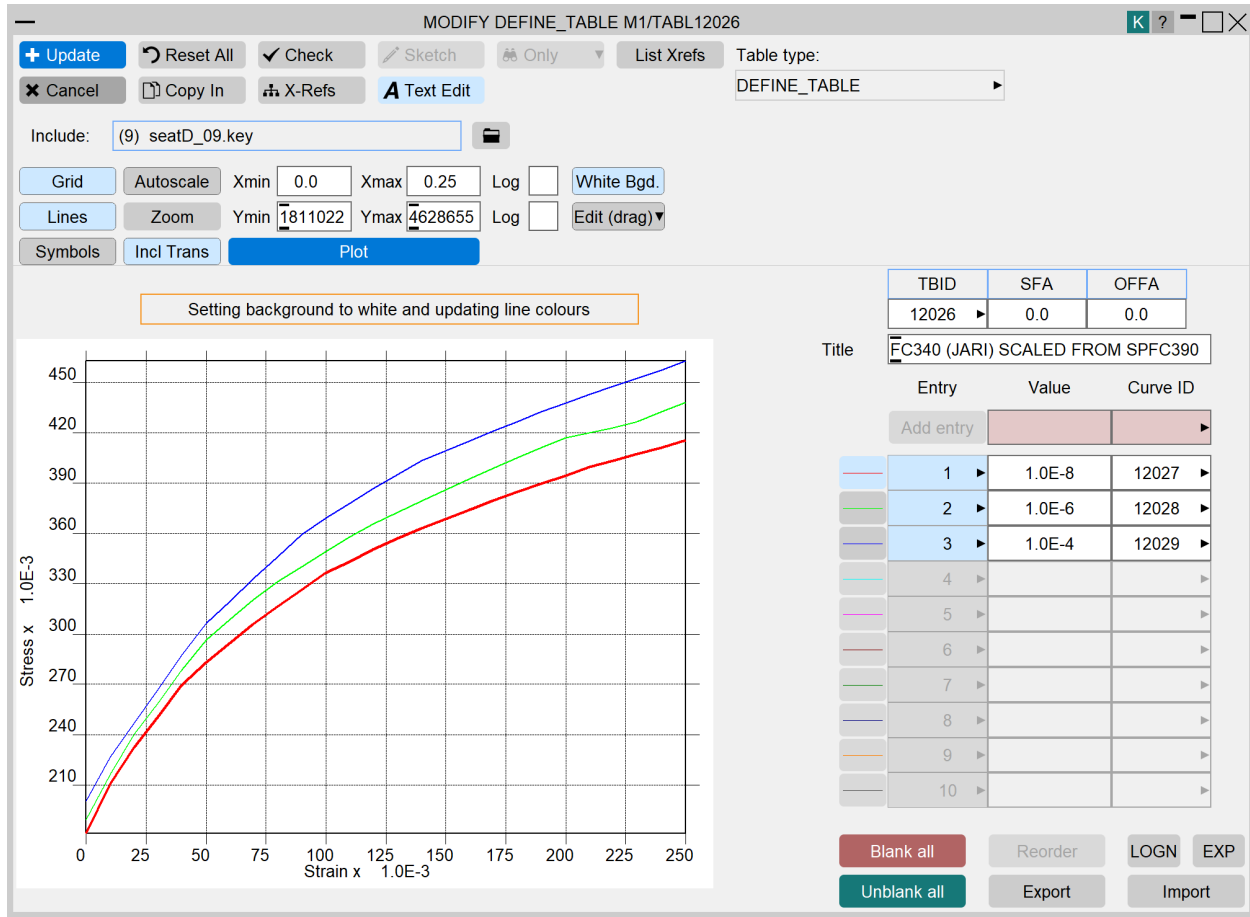 MODIFY DEFINE_TABLE M1/TABL12026
K ?
Update Reset All Check Sketch Only List Xrefs Table type:
Cancel Copy In X-Refs A Text Edit DEFINE_TABLE
Include: (9) seatD_09.key
Grid Autoscale Xmin 0.0 Xmax 0.25 Log White Bgd.
Lines Zoom Ymin 1811022 Ymax 4628655 Log Edit (drag)
Symbols Incl Trans Plot
TBID SFA OFFA
12026 0.0 0.0
Setting background to white and updating line colours
Title FC340 (JARI) SCALED FROM SPFC390
Entry Value Curve ID
Add entry
1 1.0E-8 12027
2 1.0E-6 12028
3 1.0E-4 12029
4
5
6
7
8
9
10
450
420
390
360
330
300
270
240
210
Stress x 1.0E-3
0 25 50 75 100 125 150 175 200 225 250
Strain x 1.0E-3
Blank all Reorder LOGN EXP
Unblank all Export Import